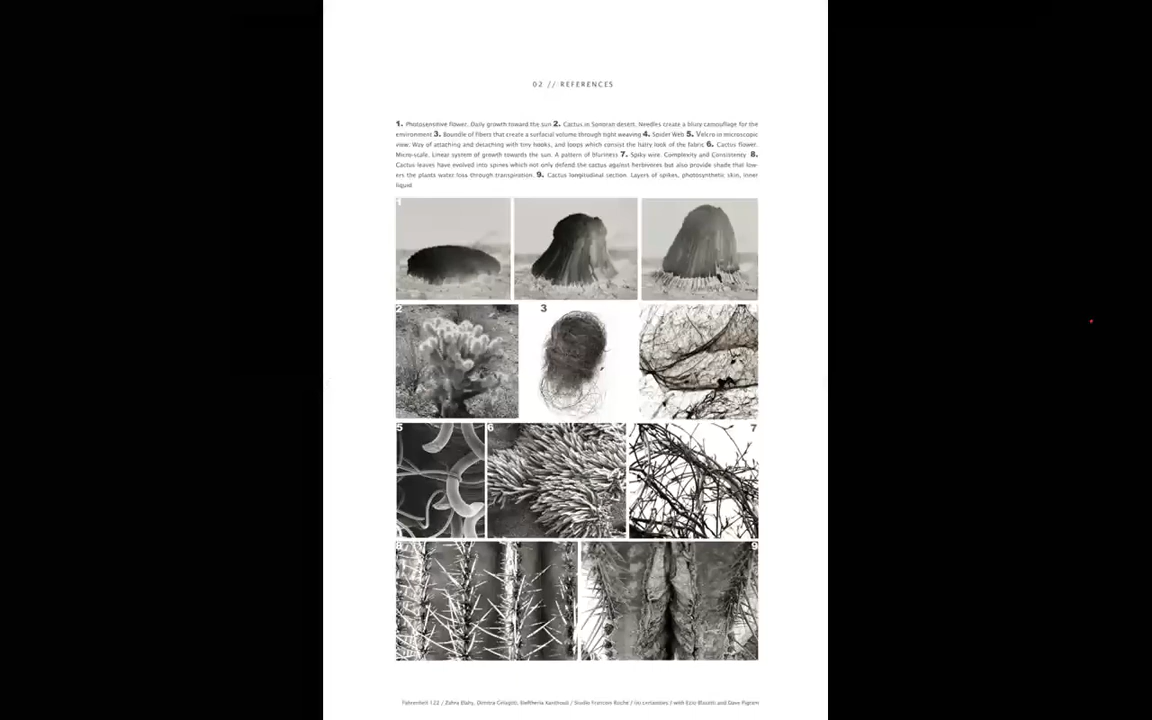 02 // REFERENCES
1. Photosensitive flower. Daily growth toward the sun 2. Cactus in Sonoran desert. Needles create a blury camouflage for the
environment 3. Boundle of fibers that create a surfacial volume through tight weaving 4. Spider Web 5. Velcro in microscopic
view: Way of attaching and detaching with tiny hooks, and loops which consist the hairy look of the fabric 6. Cactus flower.
Micro-scale. Linear system of growth towards the sun. A pattern of bluriness 7. Spiky wire. Complexity and Consistency 8.
Cactus leaves have evolved into spines which not only defend the cactus against herbivores but also provide shade that low-
ers the plants water loss through transpiration. 9. Cactus longitudinal section. Layers of spikes, photosynthetic skin, inner
liquid
1
2
3
5
6
7
8
9
Fahrenheit 122 / Zahra / Dimitra / Eleftheria / Studio Francois Roche / (n) certainties / with Ezio Blasetti and Dave Pigram